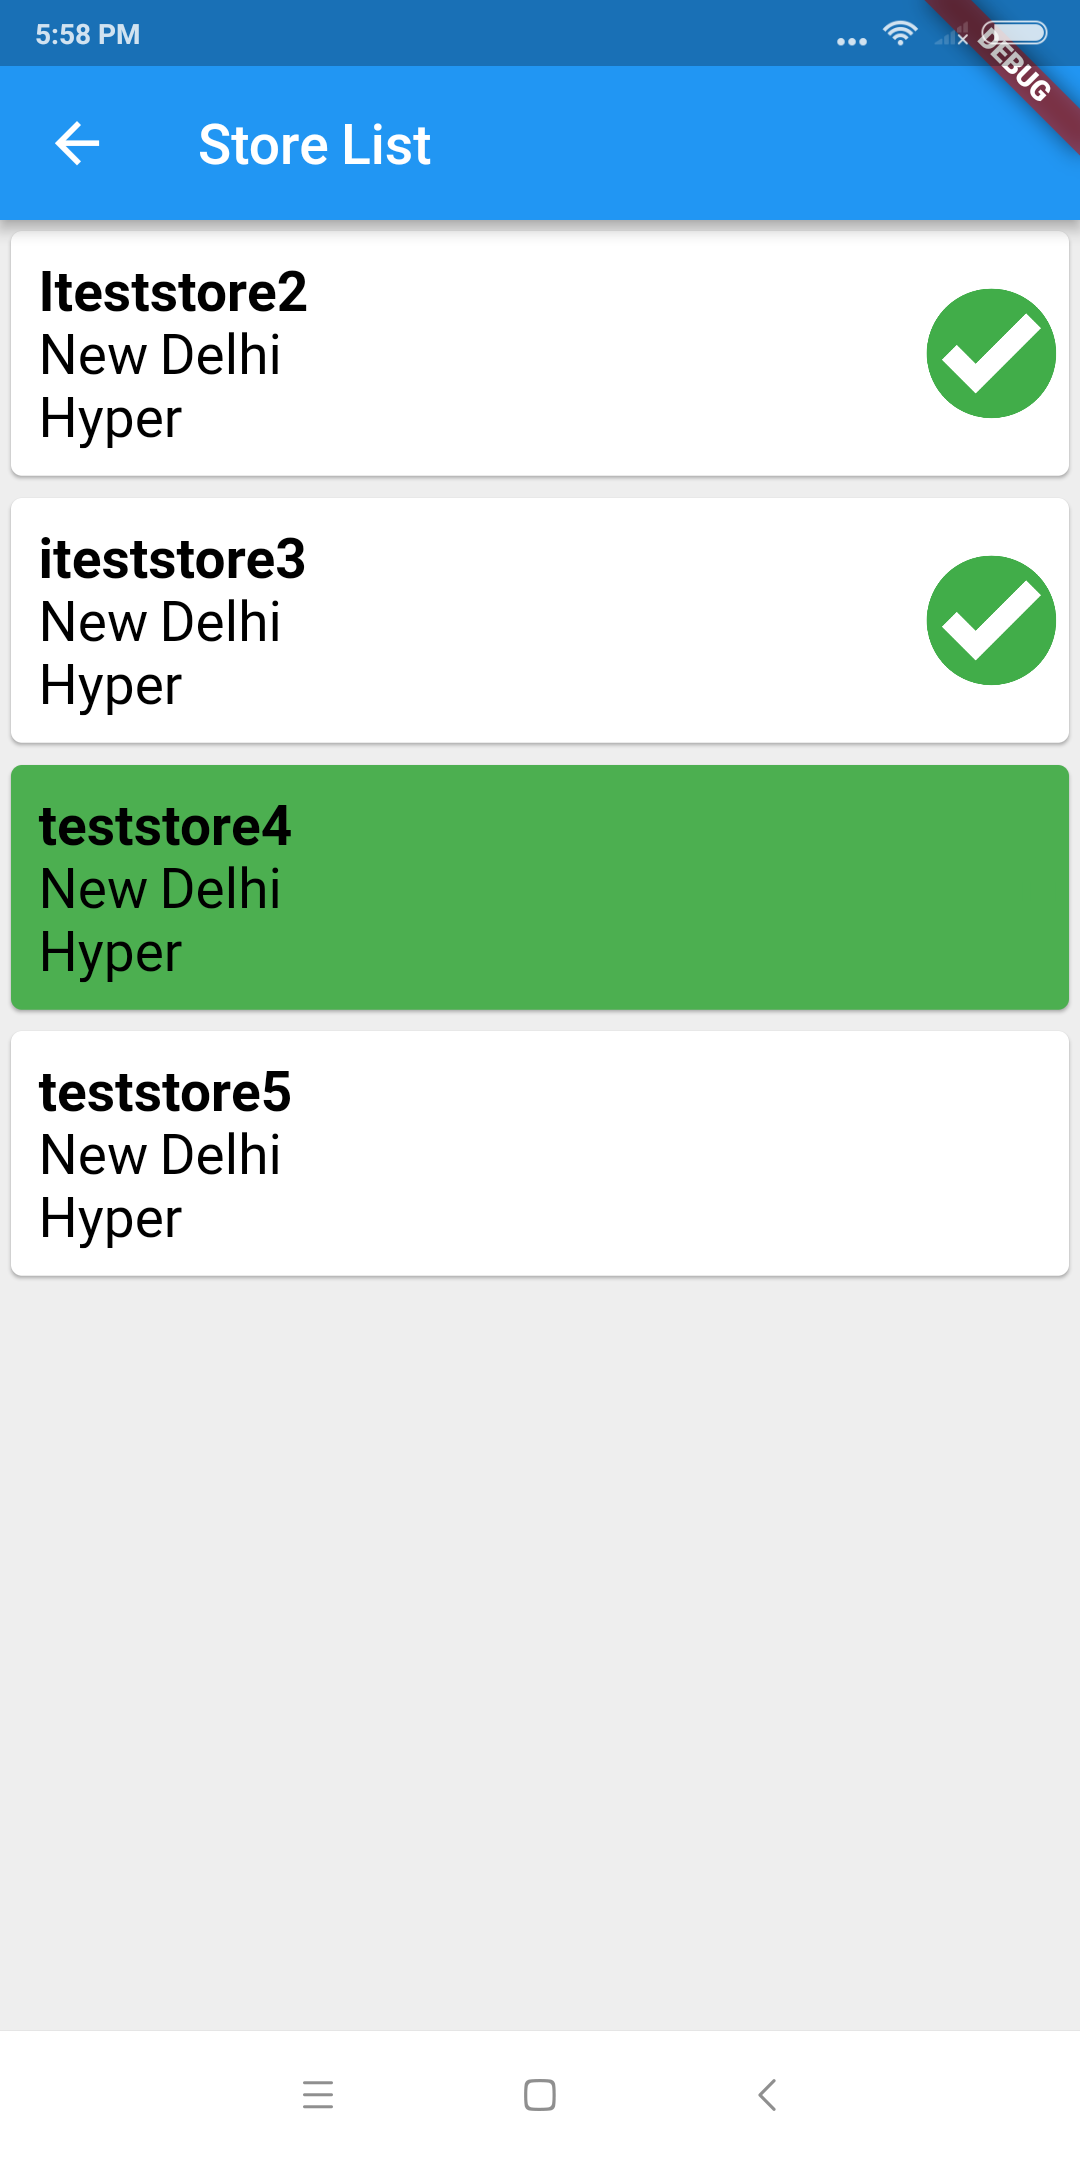 5:58 PM
DEBUG
Store List
Iteststore2
New Delhi
Hyper
iteststore3
New Delhi
Hyper
teststore4
New Delhi
Hyper
teststore5
New Delhi
Hyper